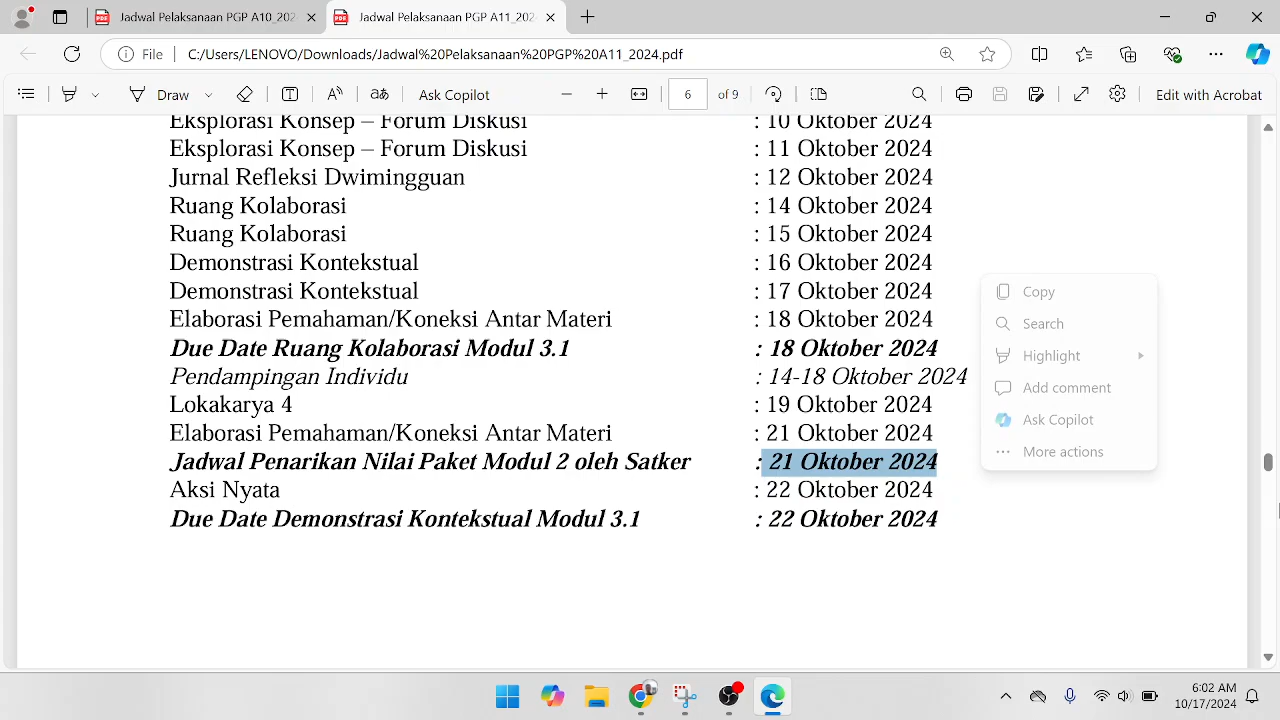 Jadwal Pelaksanaan PGP A10_202
Jadwal Pelaksanaan PGP A11_202
File
C:/Users/LENOVO/Downloads/Jadwal%20Pelaksanaan%20PGP%20A11_2024.pdf
Draw
Ask Copilot
6 of 9
Edit with Acrobat
Eksplorasi Konsep – Forum Diskusi : 10 Oktober 2024
Eksplorasi Konsep – Forum Diskusi : 11 Oktober 2024
Jurnal Refleksi Dwimingguan : 12 Oktober 2024
Ruang Kolaborasi : 14 Oktober 2024
Ruang Kolaborasi : 15 Oktober 2024
Demonstrasi Kontekstual : 16 Oktober 2024
Demonstrasi Kontekstual : 17 Oktober 2024
Elaborasi Pemahaman/Koneksi Antar Materi : 18 Oktober 2024
Due Date Ruang Kolaborasi Modul 3.1 : 18 Oktober 2024
Pendampingan Individu : 14-18 Oktober 2024
Lokakarya 4 : 19 Oktober 2024
Elaborasi Pemahaman/Koneksi Antar Materi : 21 Oktober 2024
Jadwal Penarikan Nilai Paket Modul 2 oleh Satker : 21 Oktober 2024
Aksi Nyata : 22 Oktober 2024
Due Date Demonstrasi Kontekstual Modul 3.1 : 22 Oktober 2024
Copy
Search
Highlight
Add comment
Ask Copilot
More actions
6:02 AM
10/17/2024